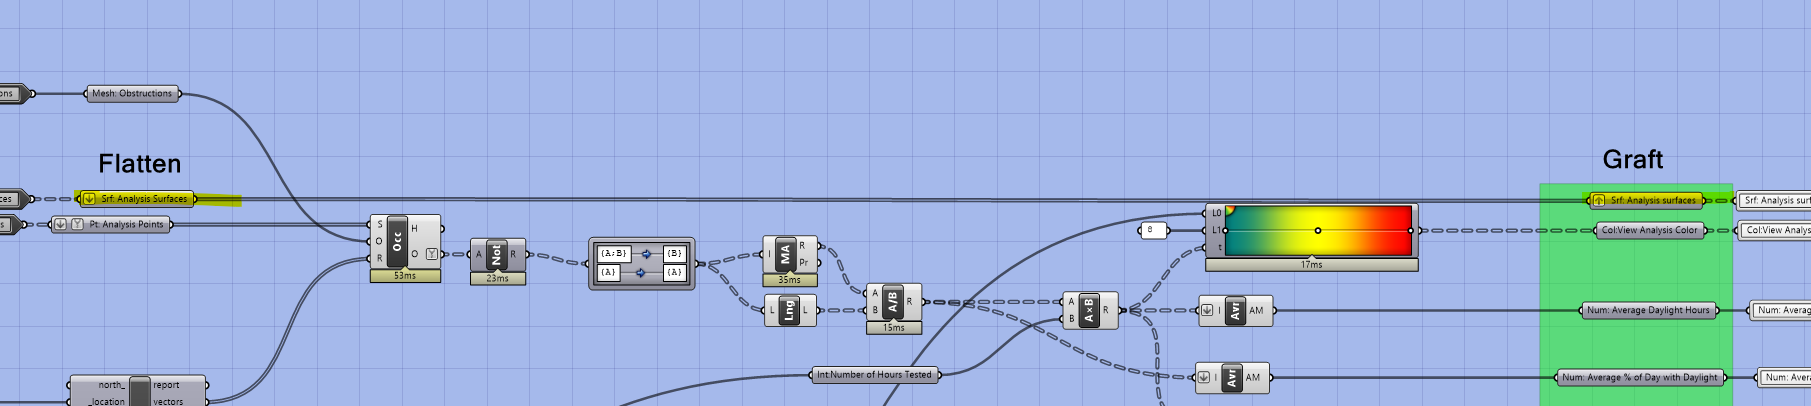 ons
Mesh: Obstructions
Flatten
Graft
ces
Srf: Analysis Surfaces
Srf: Analysis surfaces
Srf: Analysis surf
s
Pt: Analysis Points
S
O
R
Occ
H
O
53ms
A
Not
R
23ms
{A;B}
{B}
{A}
{A}
I
MA
R
Pr
35ms
L
Lng
L
A
B
A/B
R
15ms
8
L0
L1
t
17ms
Col:View Analysis Color
Col:View Analys
A
B
A×B
R
I
Avr
AM
Num: Average Daylight Hours
Num: Averag
Int:Number of Hours Tested
I
Avr
AM
Num: Average % of Day with Daylight
Num: Avera
north_
report
_location
vectors